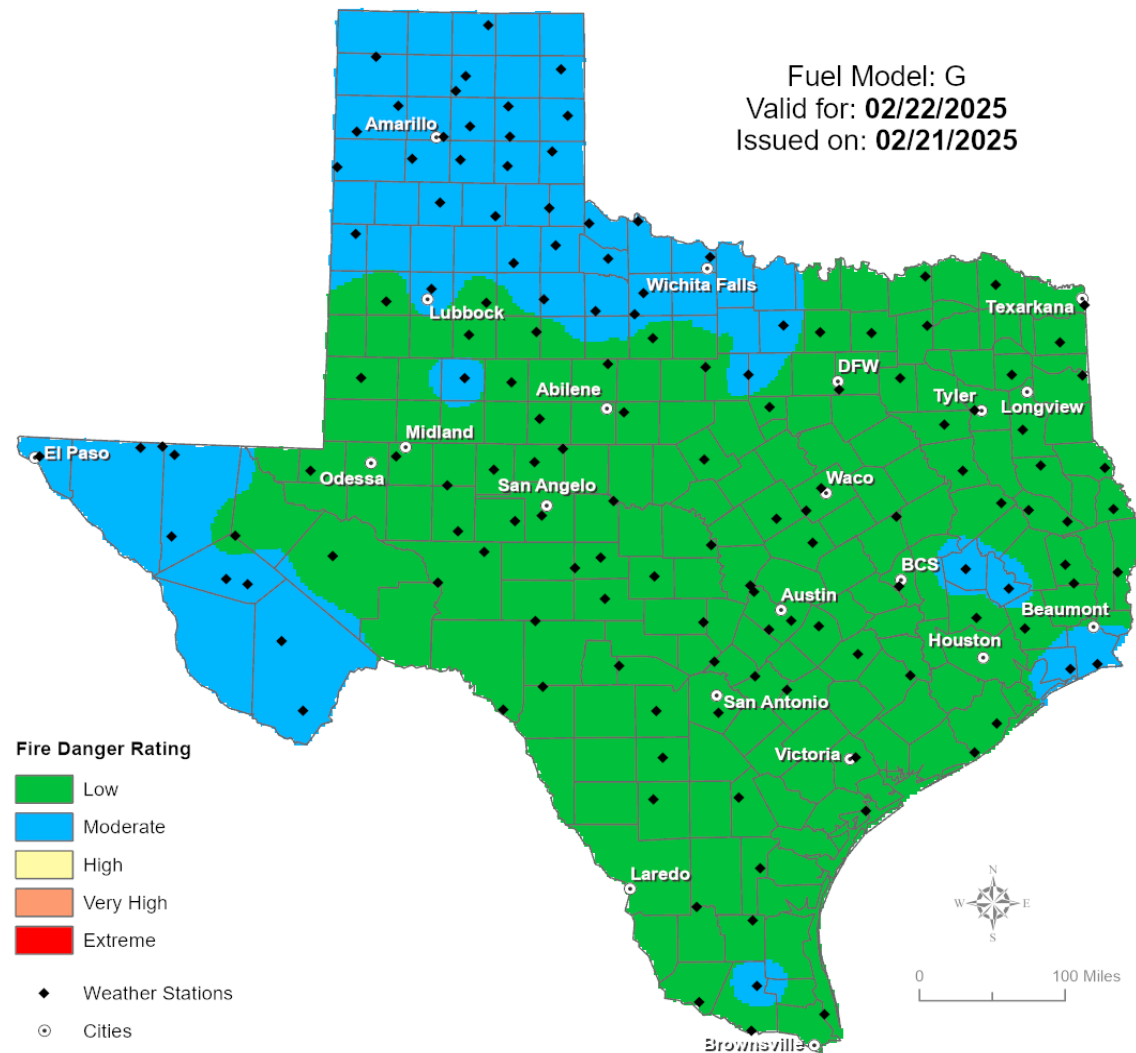 Fuel Model: G
Valid for: 02/22/2025
Issued on: 02/21/2025
Amarillo
Wichita Falls
Lubbock
Texarkana
DFW
Abilene
Tyler
Longview
Midland
El Paso
Odessa
San Angelo
Waco
BCS
Austin
Beaumont
Houston
San Antonio
Victoria
Laredo
Brownsville
Fire Danger Rating
Low
Moderate
High
Very High
Extreme
Weather Stations
Cities
N
W E
S
0 100 Miles